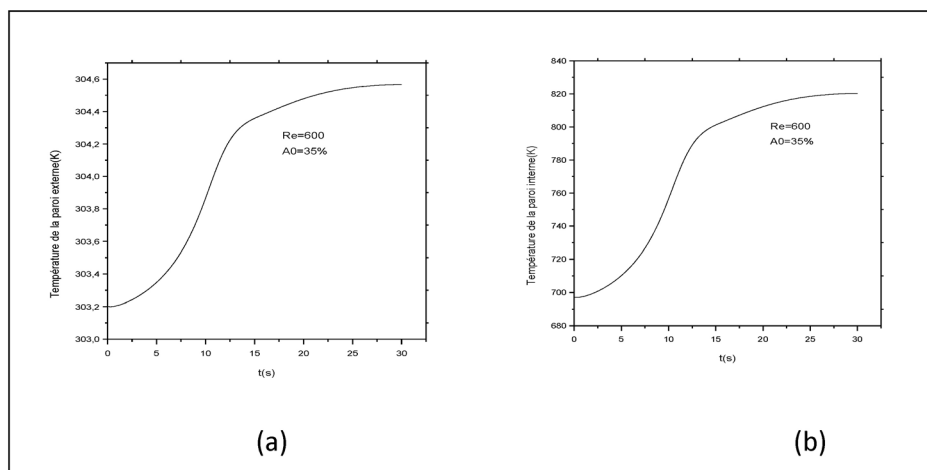 Température de la paroi externe(K)
304,6
304,4
304,2
304,0
303,8
303,6
303,4
303,2
303,0
Re=600
A0=35%
0 5 10 15 20 25 30
t(s)
(a)
Température de la paroi interne(K)
840
820
800
780
760
740
720
700
680
Re=600
A0=35%
0 5 10 15 20 25 30
t(s)
(b)